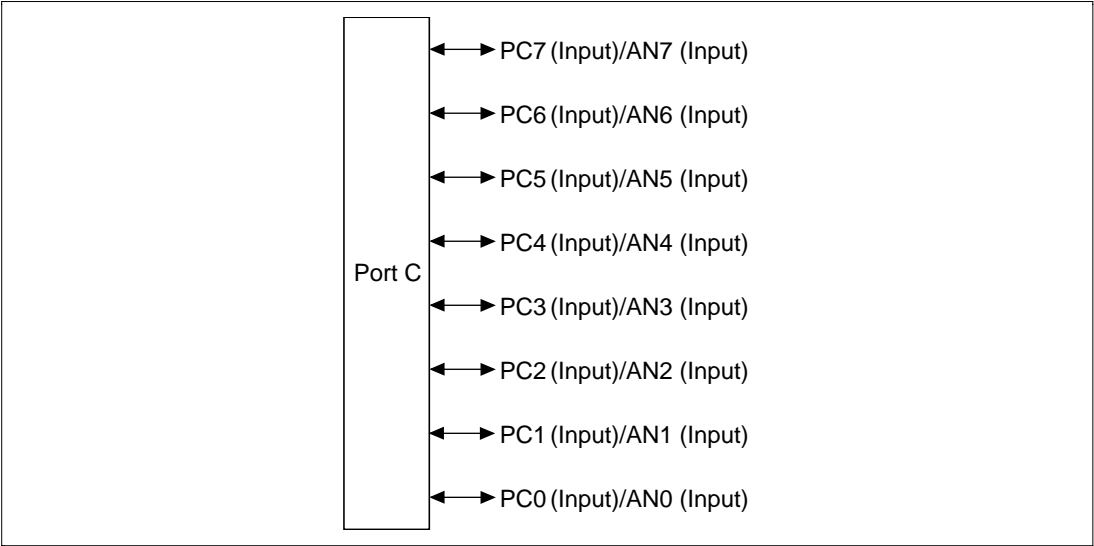 PC7 (Input)/AN7 (Input)
PC6 (Input)/AN6 (Input)
PC5 (Input)/AN5 (Input)
PC4 (Input)/AN4 (Input)
Port C
PC3 (Input)/AN3 (Input)
PC2 (Input)/AN2 (Input)
PC1 (Input)/AN1 (Input)
PC0 (Input)/AN0 (Input)